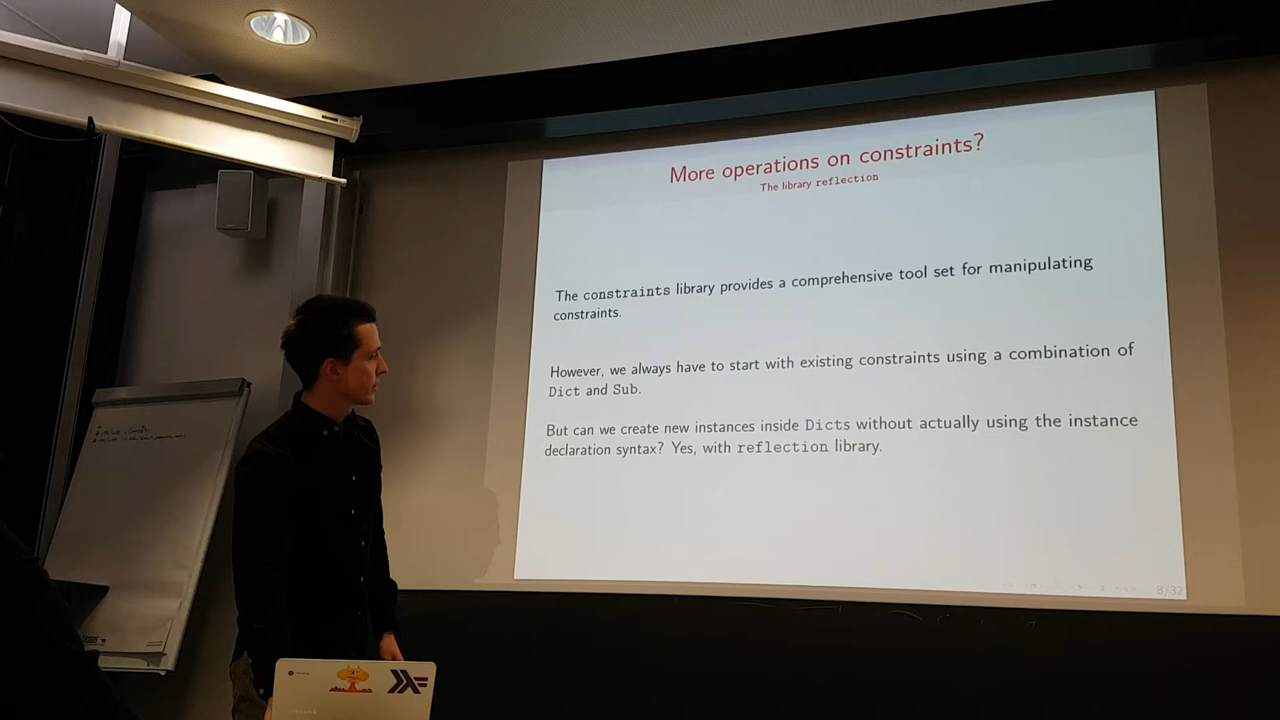 More operations on constraints?
The library reflection
The constraints library provides a comprehensive tool set for manipulating
constraints.
However, we always have to start with existing constraints using a combination of
Dict and Sub.
But can we create new instances inside Dicts without actually using the instance
declaration syntax? Yes, with reflection library.
8/32